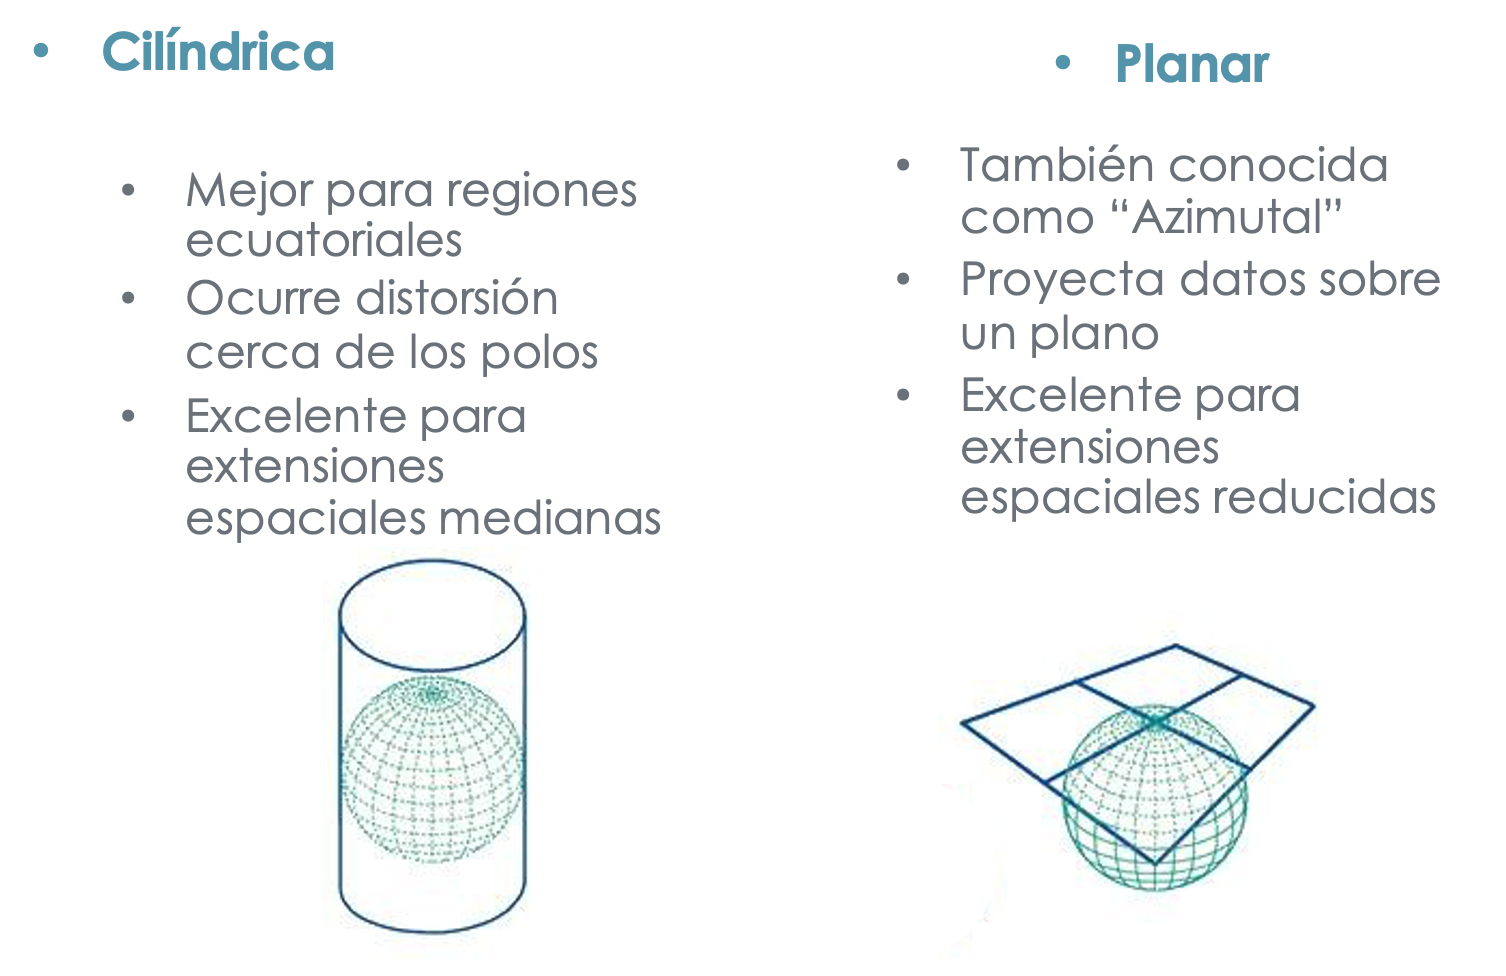 • Cilíndrica
• Mejor para regiones
ecuatoriales
• Ocurre distorsión
cerca de los polos
• Excelente para
extensiones
espaciales medianas
• Planar
• También conocida
como “Azimutal”
• Proyecta datos sobre
un plano
• Excelente para
extensiones
espaciales reducidas